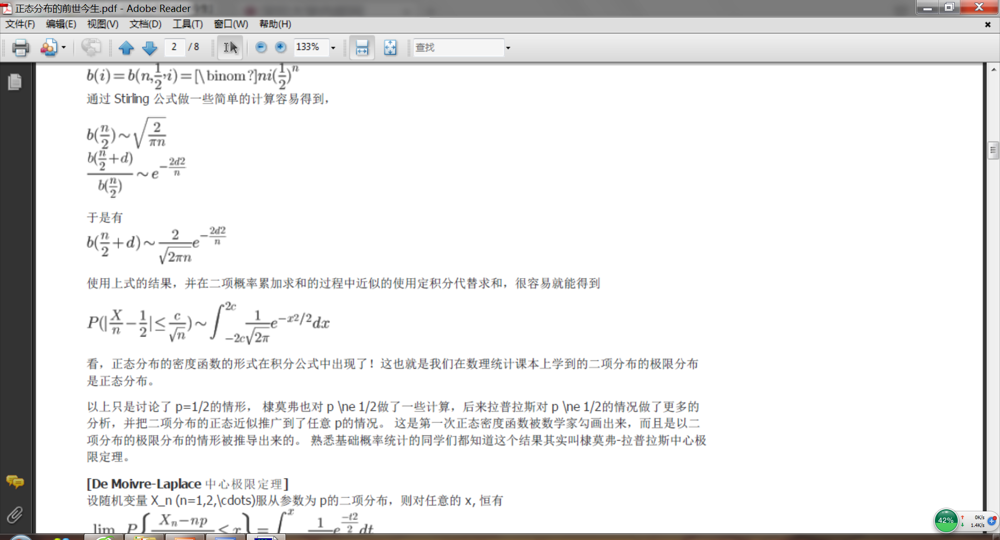 正态分布的前世今生.pdf - Adobe Reader
文件(F) 编辑(E) 视图(V) 文档(D) 工具(T) 窗口(W) 帮助(H)
2 / 8 133% 查找
b(i)=b(n,\frac{1}{2},i)=[\binom?]ni(\frac{1}{2})^n
通过 Stirling 公式做一些简单的计算容易得到，
b(\frac{n}{2})∼\sqrt{\frac{2}{πn}}
\frac{b(\frac{n}{2}+d)}{b(\frac{n}{2})}∼e^{-\frac{2d2}{n}}
于是有
b(\frac{n}{2}+d)∼\frac{2}{\sqrt{2πn}}e^{-\frac{2d2}{n}}
使用上式的结果，并在二项概率累加求和的过程中近似的使用定积分代替求和，很容易就能得到
P(|\frac{X}{n}-\frac{1}{2}|≤\frac{c}{\sqrt{n}})∼\int_{-2c}^{2c}\frac{1}{\sqrt{2π}}e^{-x2/2}dx
看，正态分布的密度函数的形式在积分公式中出现了！这也就是我们在数理统计课本上学到的二项分布的极限分布
是正态分布。
以上只是讨论了 p=1/2的情形， 棣莫弗也对 p \ne 1/2做了一些计算，后来拉普拉斯对 p \ne 1/2的情况做了更多的
分析，并把二项分布的正态近似推广到了任意 p的情况。 这是第一次正态密度函数被数学家勾画出来，而且是以二
项分布的极限分布的情形被推导出来的。 熟悉基础概率统计的同学们都知道这个结果其实叫棣莫弗-拉普拉斯中心极
限定理。
[De Moivre-Laplace 中心极限定理]
设随机变量 X_n (n=1,2,\cdots)服从参数为 p的二项分布，则对任意的 x, 恒有
lim P{\frac{X_n-np}{}≤x}=\int^{x}\frac{1}{}e^{\frac{-t2}{2}}dt
42% 0K/s
1.4K/s